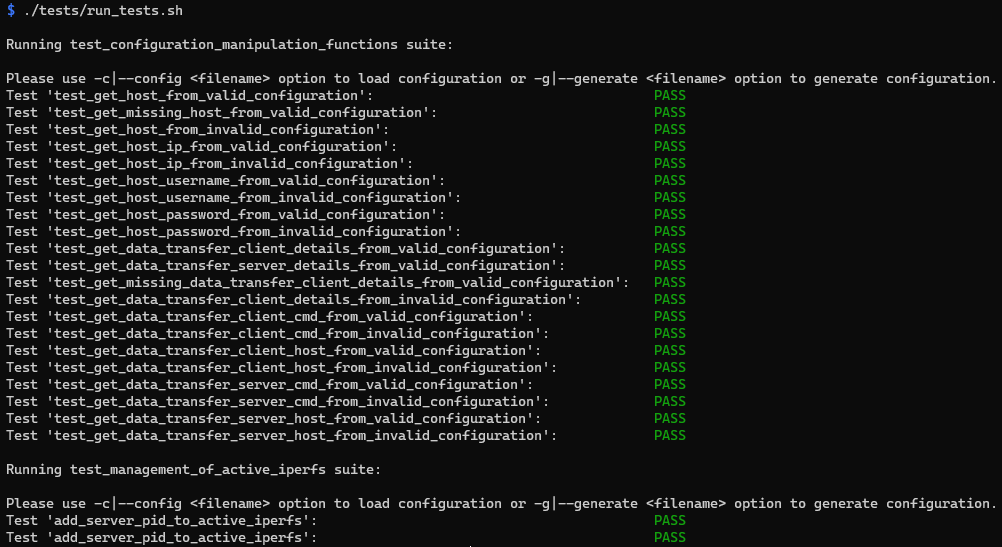 $ ./tests/run_tests.sh
Running test_configuration_manipulation_functions suite:
Please use -c|--config <filename> option to load configuration or -g|--generate <filename> option to generate configuration.
Test 'test_get_host_from_valid_configuration': PASS
Test 'test_get_missing_host_from_valid_configuration': PASS
Test 'test_get_host_from_invalid_configuration': PASS
Test 'test_get_host_ip_from_valid_configuration': PASS
Test 'test_get_host_ip_from_invalid_configuration': PASS
Test 'test_get_host_username_from_valid_configuration': PASS
Test 'test_get_host_username_from_invalid_configuration': PASS
Test 'test_get_host_password_from_valid_configuration': PASS
Test 'test_get_host_password_from_invalid_configuration': PASS
Test 'test_get_data_transfer_client_details_from_valid_configuration': PASS
Test 'test_get_data_transfer_server_details_from_valid_configuration': PASS
Test 'test_get_missing_data_transfer_client_details_from_valid_configuration': PASS
Test 'test_get_data_transfer_client_details_from_invalid_configuration': PASS
Test 'test_get_data_transfer_client_cmd_from_valid_configuration': PASS
Test 'test_get_data_transfer_client_cmd_from_invalid_configuration': PASS
Test 'test_get_data_transfer_client_host_from_valid_configuration': PASS
Test 'test_get_data_transfer_client_host_from_invalid_configuration': PASS
Test 'test_get_data_transfer_server_cmd_from_valid_configuration': PASS
Test 'test_get_data_transfer_server_cmd_from_invalid_configuration': PASS
Test 'test_get_data_transfer_server_host_from_valid_configuration': PASS
Test 'test_get_data_transfer_server_host_from_invalid_configuration': PASS
Running test_management_of_active_iperfs suite:
Please use -c|--config <filename> option to load configuration or -g|--generate <filename> option to generate configuration.
Test 'add_server_pid_to_active_iperfs': PASS
Test 'add_server_pid_to_active_iperfs': PASS